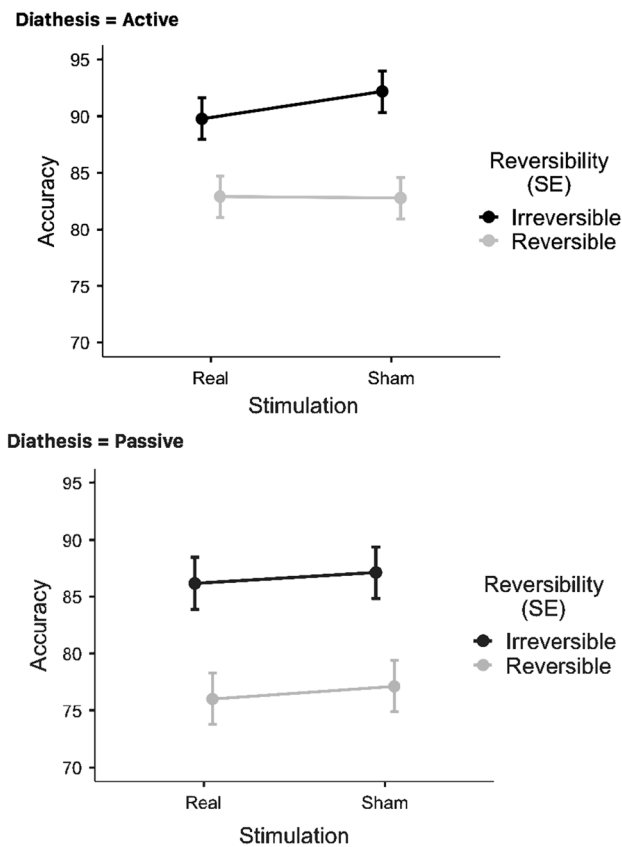 Diathesis = Active
95
90
85
80
75
70
Accuracy
Real
Sham
Stimulation
Reversibility
(SE)
Irreversible
Reversible
Diathesis = Passive
95
90
85
80
75
70
Accuracy
Real
Sham
Stimulation
Reversibility
(SE)
Irreversible
Reversible